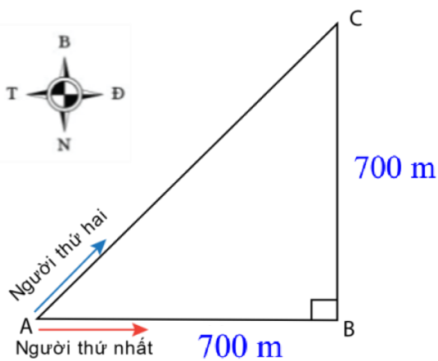 C
B
T
Đ
N
700 m
Người thứ hai
A
B
Người thứ nhất
700 m